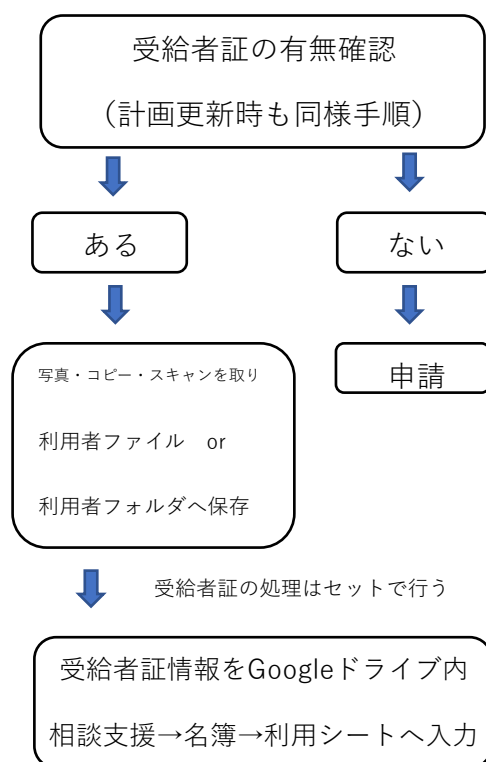 受給者証の有無確認
（計画更新時も同様手順）
ある
ない
写真・コピー・スキャンを取り
利用者ファイル　or
利用者フォルダへ保存
申請
受給者証の処理はセットで行う
受給者証情報をGoogleドライブ内
相談支援→名簿→利用シートへ入力